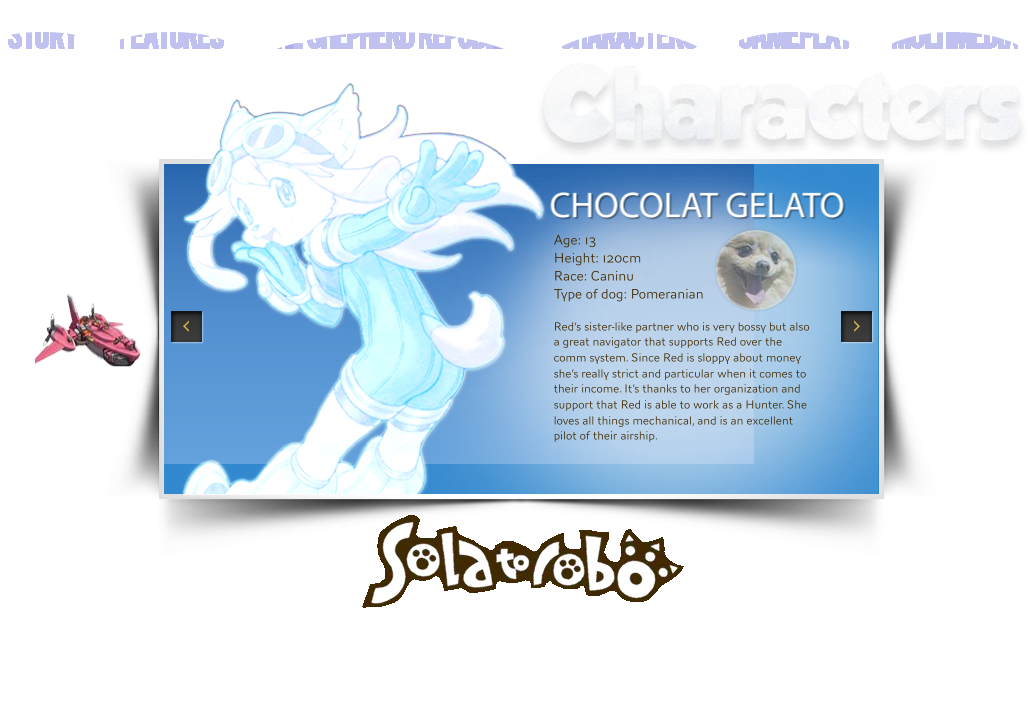 STORY FEATURES THE SHEPHERD REPUBLIC CHARACTERS GAMEPLAY MULTIMEDIA
Characters
CHOCOLAT GELATO
Age: 13
Height: 120cm
Race: Caninu
Type of dog: Pomeranian
Red's sister-like partner who is very bossy but also
a great navigator that supports Red over the
comm system. Since Red is sloppy about money
she's really strict and particular when it comes to
their income. It's thanks to her organization and
support that Red is able to work as a Hunter. She
loves all things mechanical, and is an excellent
pilot of their airship.
Solatorobo